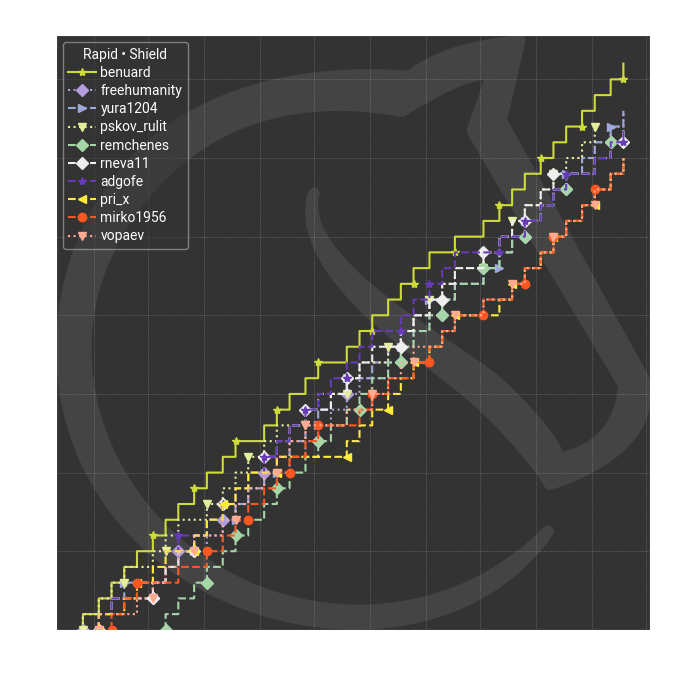 Rapid • Shield
benuard
freehumanity
yura1204
pskov_rulit
remchenes
rneva11
adgofe
pri_x
mirko1956
vopaev